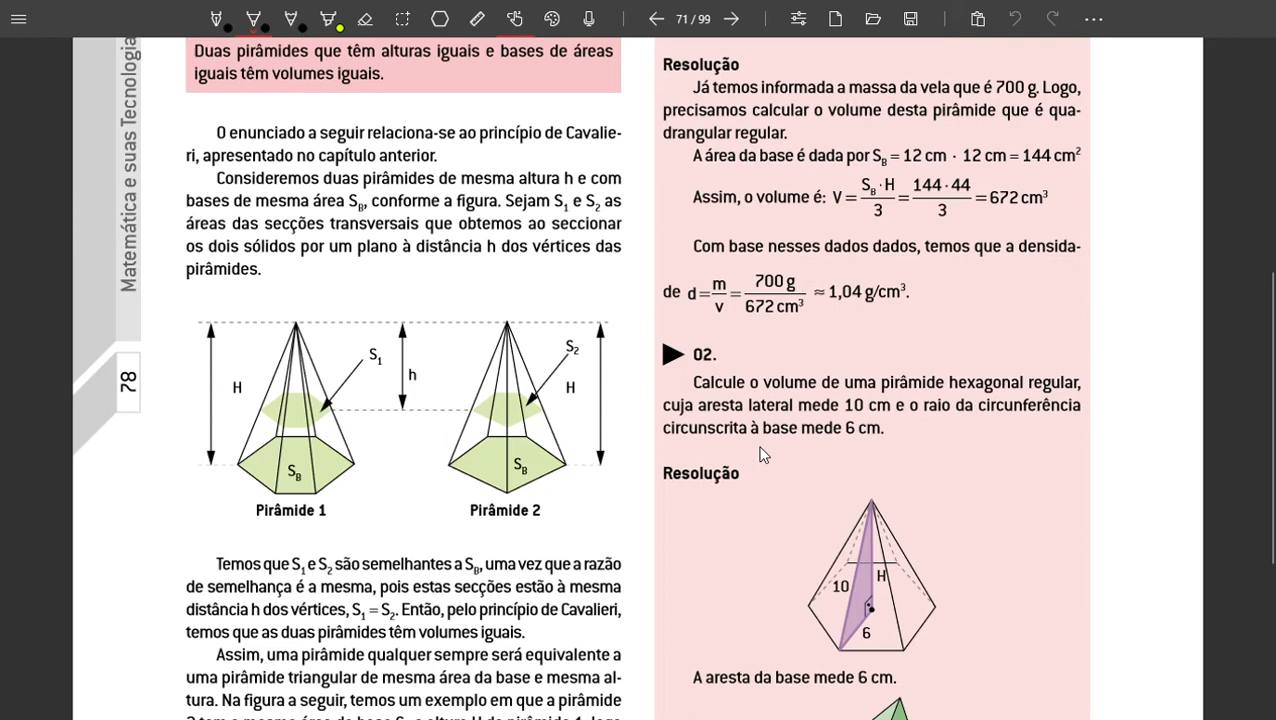 71 / 99
Matemática e suas Tecnologia
78
Duas pirâmides que têm alturas iguais e bases de áreas
iguais têm volumes iguais.
O enunciado a seguir relaciona-se ao princípio de Cavalie-
ri, apresentado no capítulo anterior.
Consideremos duas pirâmides de mesma altura h e com
bases de mesma área S_B, conforme a figura. Sejam S_1 e S_2 as
áreas das secções transversais que obtemos ao seccionar
os dois sólidos por um plano à distância h dos vértices das
pirâmides.
H
S_1
h
S_2
H
S_B
S_B
Pirâmide 1
Pirâmide 2
Temos que S_1 e S_2 são semelhantes a S_B, uma vez que a razão
de semelhança é a mesma, pois estas secções estão à mesma
distância h dos vértices, S_1 = S_2. Então, pelo princípio de Cavalieri,
temos que as duas pirâmides têm volumes iguais.
Assim, uma pirâmide qualquer sempre será equivalente a
uma pirâmide triangular de mesma área da base e mesma al-
tura. Na figura a seguir, temos um exemplo em que a pirâmide
Resolução
Já temos informada a massa da vela que é 700 g. Logo,
precisamos calcular o volume desta pirâmide que é qua-
drangular regular.
A área da base é dada por S_B = 12 cm · 12 cm = 144 cm²
Assim, o volume é: V = S_B · H / 3 = 144 · 44 / 3 = 672 cm³
Com base nesses dados dados, temos que a densida-
de d = m / v = 700 g / 672 cm³ ≈ 1,04 g/cm³.
02.
Calcule o volume de uma pirâmide hexagonal regular,
cuja aresta lateral mede 10 cm e o raio da circunferência
circunscrita à base mede 6 cm.
Resolução
10
H
6
A aresta da base mede 6 cm.